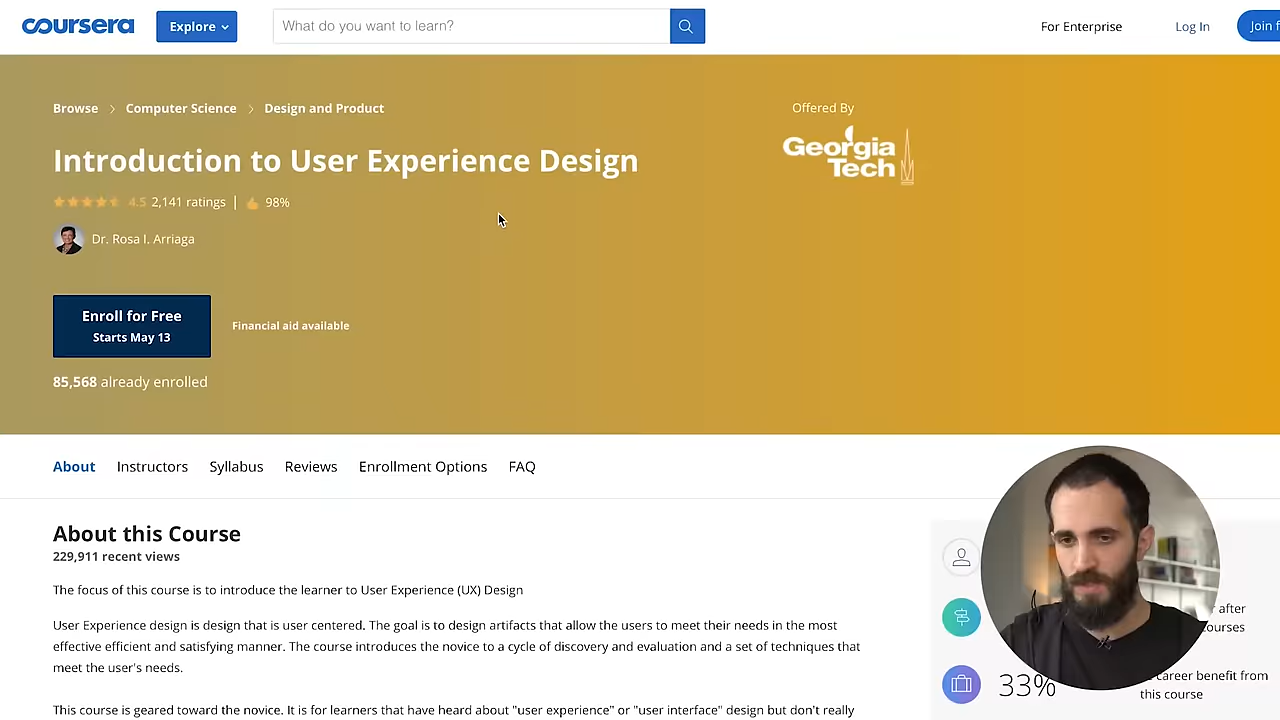 coursera
Explore
What do you want to learn?
For Enterprise
Log In
Join f
Browse > Computer Science > Design and Product
Offered By
Georgia
Tech
Introduction to User Experience Design
4.5 2,141 ratings | 98%
Dr. Rosa I. Arriaga
Enroll for Free
Starts May 13
Financial aid available
85,568 already enrolled
About
Instructors
Syllabus
Reviews
Enrollment Options
FAQ
About this Course
229,911 recent views
The focus of this course is to introduce the learner to User Experience (UX) Design
User Experience design is design that is user centered. The goal is to design artifacts that allow the users to meet their needs in the most
effective efficient and satisfying manner. The course introduces the novice to a cycle of discovery and evaluation and a set of techniques that
meet the user's needs.
This course is geared toward the novice. It is for learners that have heard about "user experience" or "user interface" design but don't really
after
courses
33%
career benefit from
this course